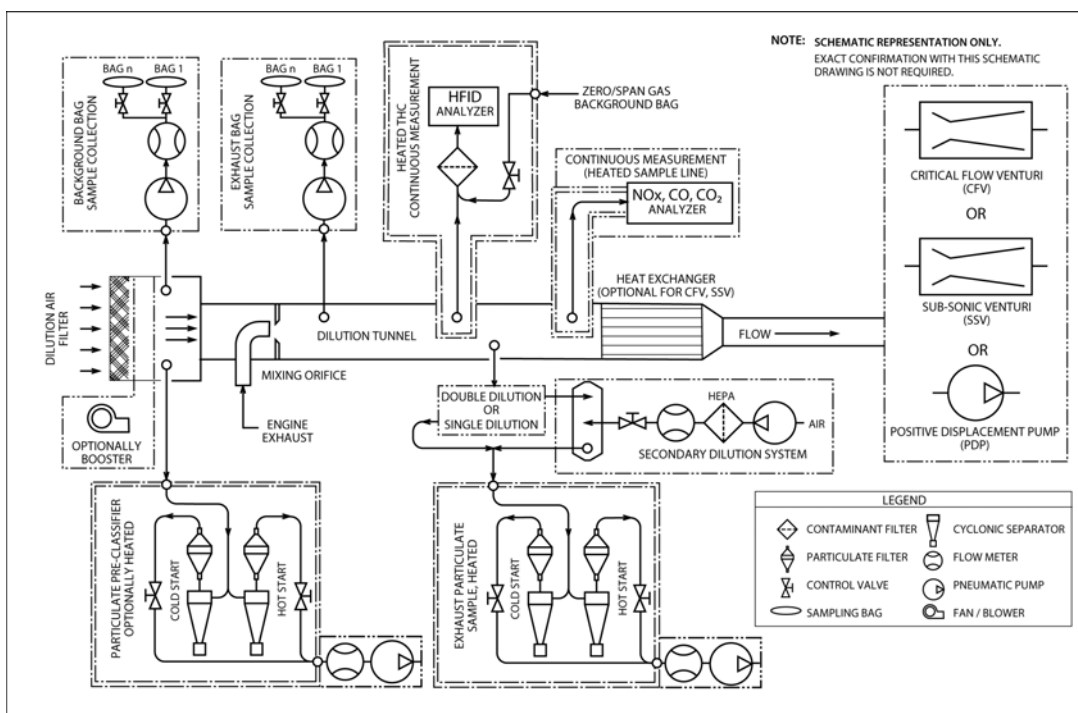 NOTE: SCHEMATIC REPRESENTATION ONLY.
EXACT CONFIRMATION WITH THIS SCHEMATIC
DRAWING IS NOT REQUIRED.
BAG n
BAG 1
BACKGROUND BAG
SAMPLE COLLECTION
BAG n
BAG 1
EXHAUST BAG
SAMPLE COLLECTION
HEATED THC
CONTINUOUS MEASUREMENT
HFID
ANALYZER
ZERO/SPAN GAS
BACKGROUND BAG
CONTINUOUS MEASUREMENT
(HEATED SAMPLE LINE)
NOx, CO, CO₂
ANALYZER
CRITICAL FLOW VENTURI
(CFV)
OR
SUB-SONIC VENTURI
(SSV)
OR
POSITIVE DISPLACEMENT PUMP
(PDP)
DILUTION AIR
FILTER
DILUTION TUNNEL
MIXING ORIFICE
HEAT EXCHANGER
(OPTIONAL FOR CFV, SSV)
FLOW
OPTIONALLY
BOOSTER
ENGINE
EXHAUST
DOUBLE DILUTION
OR
SINGLE DILUTION
HEPA
AIR
SECONDARY DILUTION SYSTEM
PARTICULATE PRE-CLASSIFIER
OPTIONALLY HEATED
COLD START
HOT START
EXHAUST PARTICULATE
SAMPLE, HEATED
COLD START
HOT START
LEGEND
CONTAMINANT FILTER
CYCLONIC SEPARATOR
PARTICULATE FILTER
FLOW METER
CONTROL VALVE
PNEUMATIC PUMP
SAMPLING BAG
FAN / BLOWER